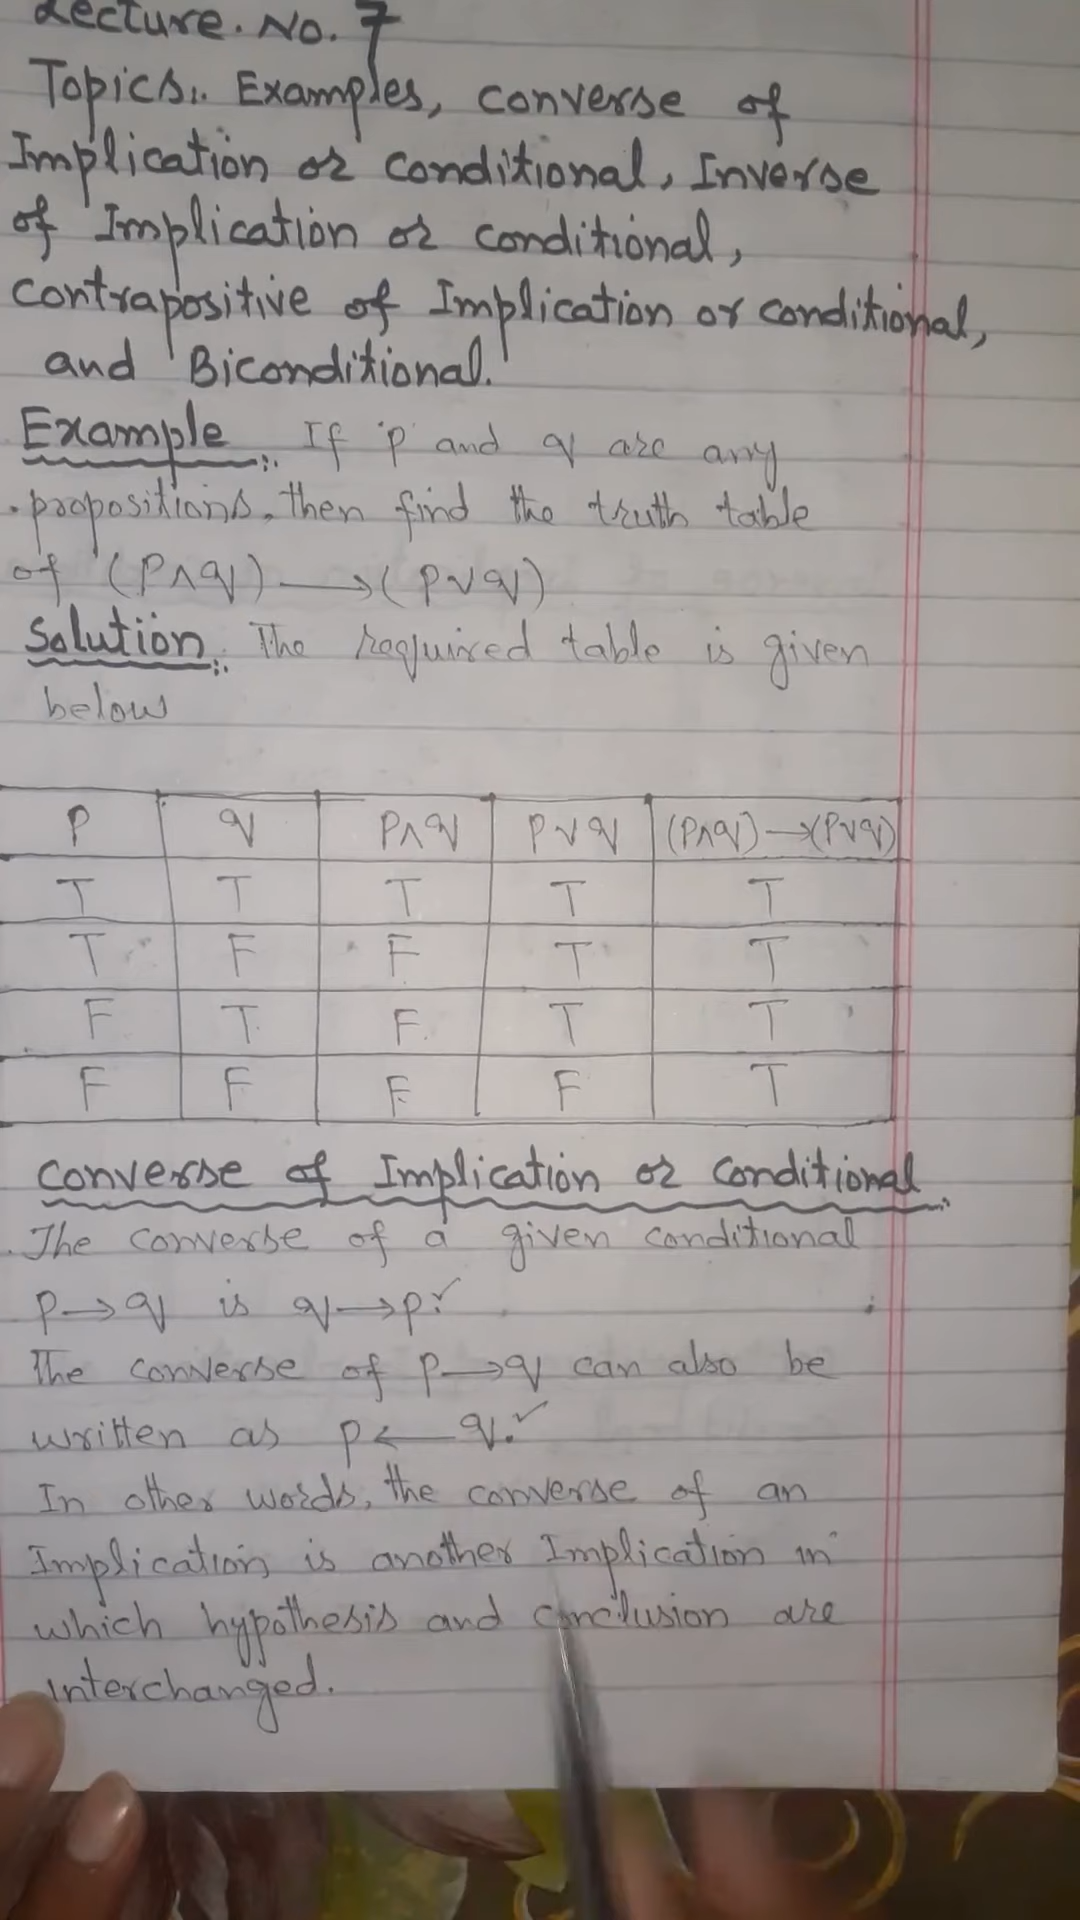 Lecture. No. 7
Topics:. Examples, converse of
Implication or conditional, Inverse
of Implication or conditional,
contrapositive of Implication or conditional,
and Biconditional.
Example:. If p and q are any
propositions, then find the truth table
of (p∧q) ⟶ (p∨q)
Solution:. The required table is given
below
P q P∧q P∨q (P∧q)→(P∨q)
T T T T T
T F F T T
F T F T T
F F F F T
Converse of Implication or conditional:.
The converse of a given conditional
p→q is q→p.✓
The converse of p→q can also be
written as p←q.✓
In other words, the converse of an
Implication is another Implication in
which hypothesis and conclusion are
interchanged.